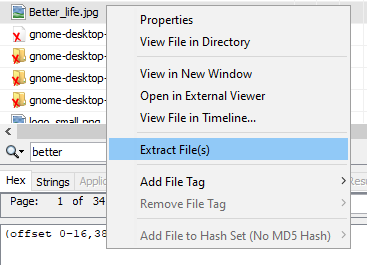 Better_life.jpg
gnome-desktop-
gnome-desktop-
gnome-desktop-
gnome-desktop-
logo_small.png
Properties
View File in Directory
View in New Window
Open in External Viewer
View File in Timeline...
Extract File(s)
Add File Tag
Remove File Tag
Add File to Hash Set (No MD5 Hash)
better
Hex Strings Applic Resu
Page: 1 of 34
(offset 0-16,38